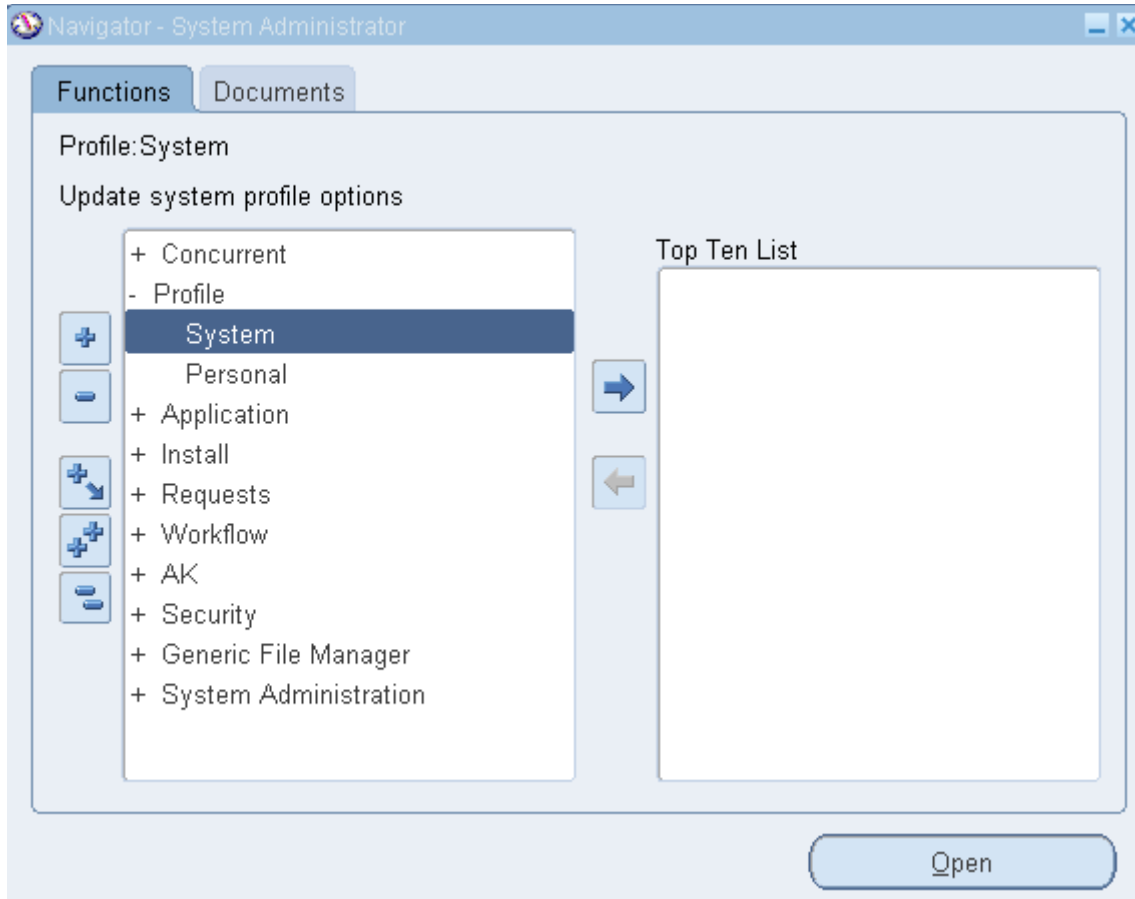 Navigator - System Administrator
Functions Documents
Profile:System
Update system profile options
Top Ten List
+ Concurrent
- Profile
System
Personal
+ Application
+ Install
+ Requests
+ Workflow
+ AK
+ Security
+ Generic File Manager
+ System Administration
Open